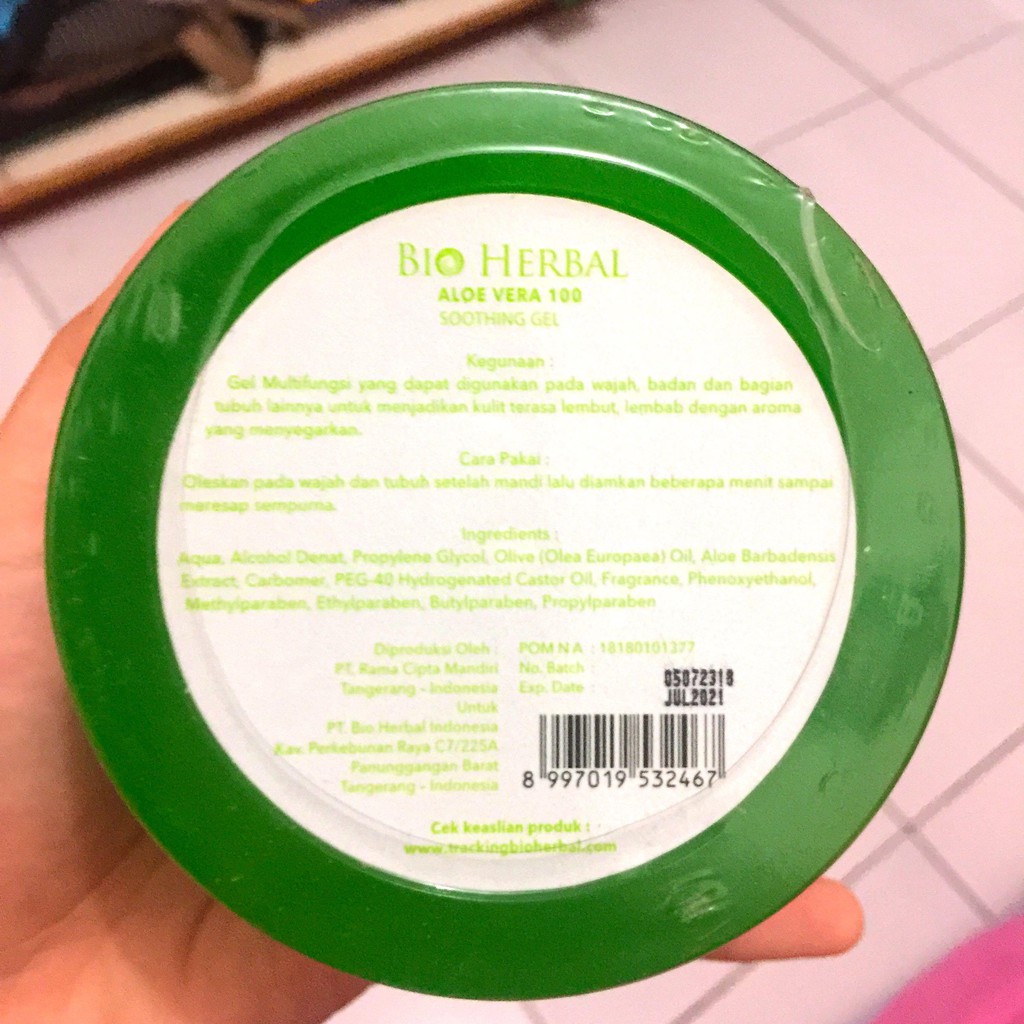 BIO HERBAL
ALOE VERA 100
SOOTHING GEL
Kegunaan :
Gel Multifungsi yang dapat digunakan pada wajah, badan dan bagian
tubuh lainnya untuk menjadikan kulit terasa lembut, lembab dengan aroma
yang menyegarkan.
Cara Pakai :
Oleskan pada wajah dan tubuh setelah mandi lalu diamkan beberapa menit sampai
meresap sempurna.
Ingredients :
Aqua, Alcohol Denat, Propylene Glycol, Olive (Olea Europaea) Oil, Aloe Barbadensis
Extract, Carbomer, PEG-40 Hydrogenated Castor Oil, Fragrance, Phenoxyethanol,
Methylparaben, Ethylparaben, Butylparaben, Propylparaben
Diproduksi Oleh :
PT. Rama Cipta Mandiri
Tangerang - Indonesia
Untuk
PT. Bio Herbal Indonesia
Kav. Perkebunan Raya C7/225A
Panunggangan Barat
Tangerang - Indonesia
POM N A : 18180101377
No. Batch : 05072318
Exp. Date : JUL2021
8 997019 532467
Cek keaslian produk :
www.trackingbioherbal.com